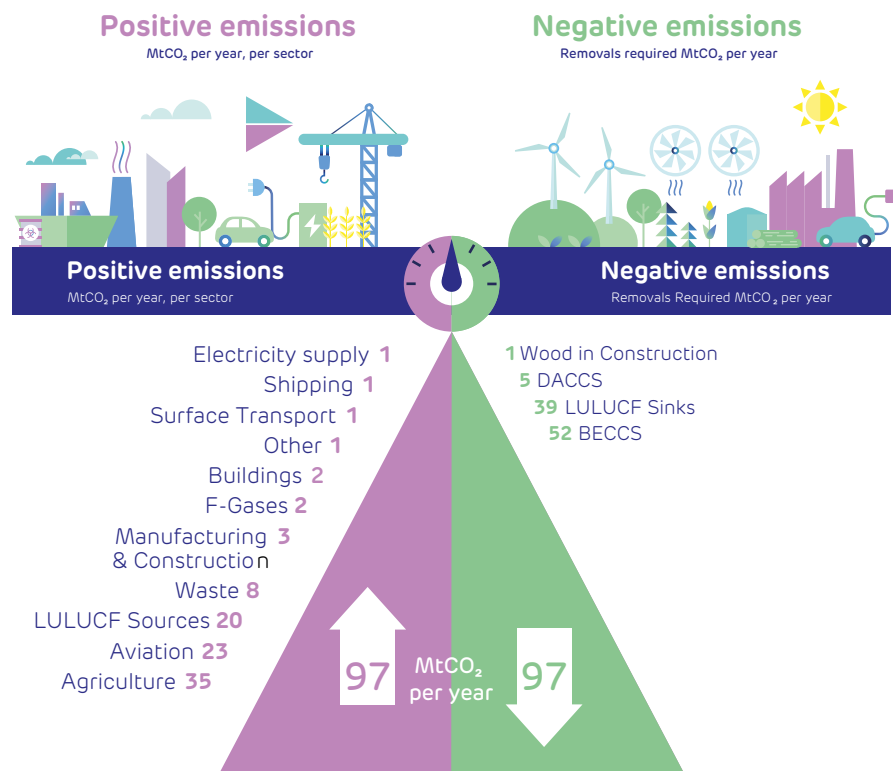 Positive emissions
MtCO₂ per year, per sector
Negative emissions
Removals required MtCO₂ per year
Positive emissions
MtCO₂ per year, per sector
Negative emissions
Removals Required MtCO₂ per year
Electricity supply 1
Shipping 1
Surface Transport 1
Other 1
Buildings 2
F-Gases 2
Manufacturing 3
& Construction
Waste 8
LULUCF Sources 20
Aviation 23
Agriculture 35
1 Wood in Construction
5 DACCS
39 LULUCF Sinks
52 BECCS
97
MtCO₂
per year
97